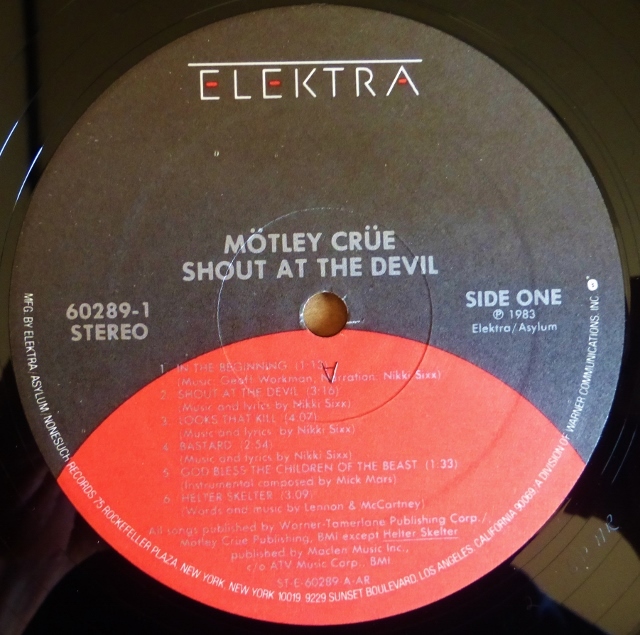 ELEKTRA
MÖTLEY CRÜE
SHOUT AT THE DEVIL
60289-1
STEREO
SIDE ONE
℗ 1983
Elektra/Asylum
1 IN THE BEGINNING (1:13)
(Music: Geoff Workman, Narration: Nikki Sixx)
2 SHOUT AT THE DEVIL (3:16)
(Music and lyrics by Nikki Sixx)
3 LOOKS THAT KILL (4:07)
(Music and lyrics by Nikki Sixx)
4 BASTARD (2:54)
(Music and lyrics by Nikki Sixx)
5 GOD BLESS THE CHILDREN OF THE BEAST (1:33)
(Instrumental composed by Mick Mars)
6 HELTER SKELTER (3:09)
(Words and music by Lennon & McCartney)
All songs published by Warner-Tamerlane Publishing Corp./
Mötley Crüe Publishing, BMI except Helter Skelter
published by Maclen Music Inc.,
c/o ATV Music Corp., BMI
ST-E-60289-A-AR
MFG. BY ELEKTRA/ASYLUM/NONESUCH RECORDS 75 ROCKEFELLER PLAZA, NEW YORK, NEW YORK 10019 9229 SUNSET BOULEVARD, LOS ANGELES, CALIFORNIA 90069/A DIVISION OF WARNER COMMUNICATIONS, INC.
A